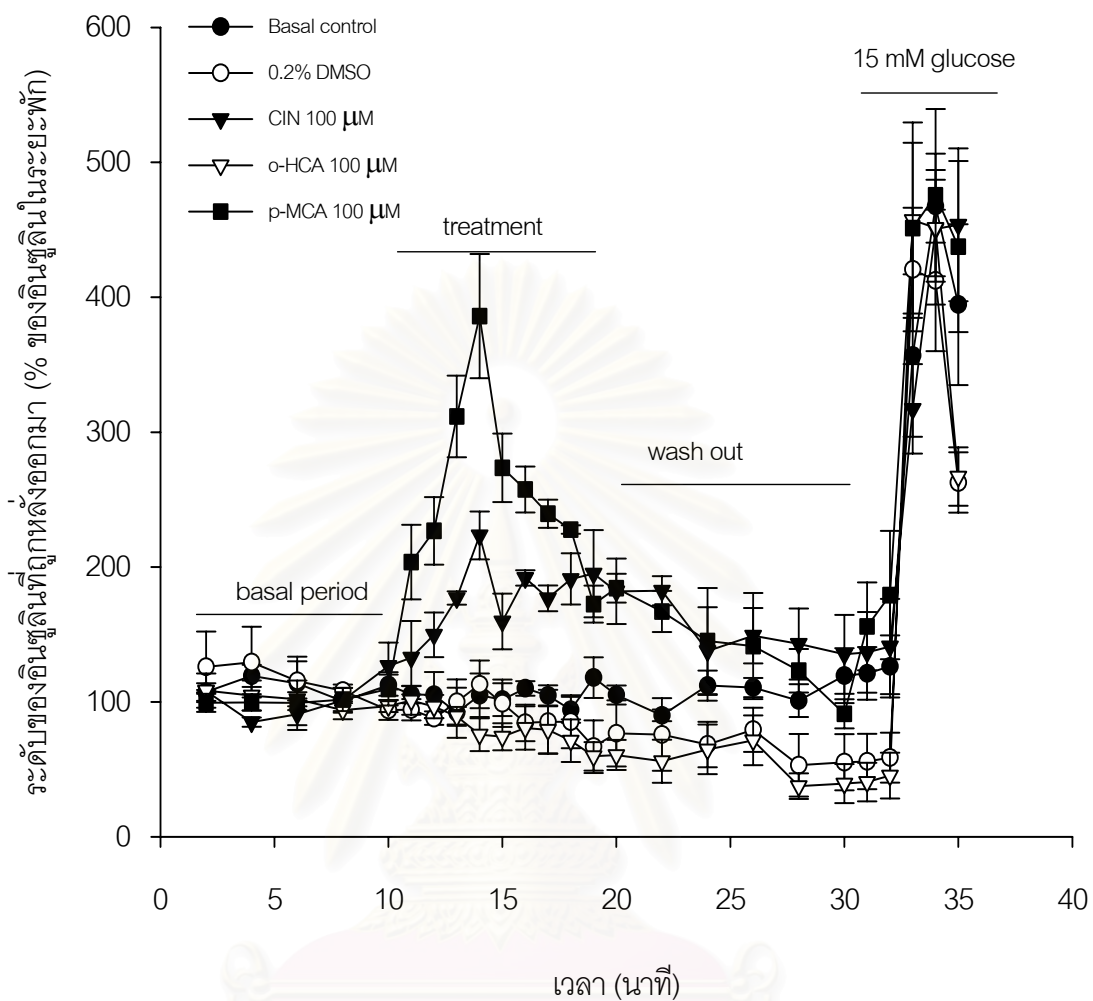 ระดับของอินซูลินที่ถูกหลั่งออกมา (% ของอินซูลินในระยะพัก)
600
500
400
300
200
100
0
Basal control
0.2% DMSO
CIN 100 μM
o-HCA 100 μM
p-MCA 100 μM
15 mM glucose
treatment
wash out
basal period
0 5 10 15 20 25 30 35 40
เวลา (นาที)